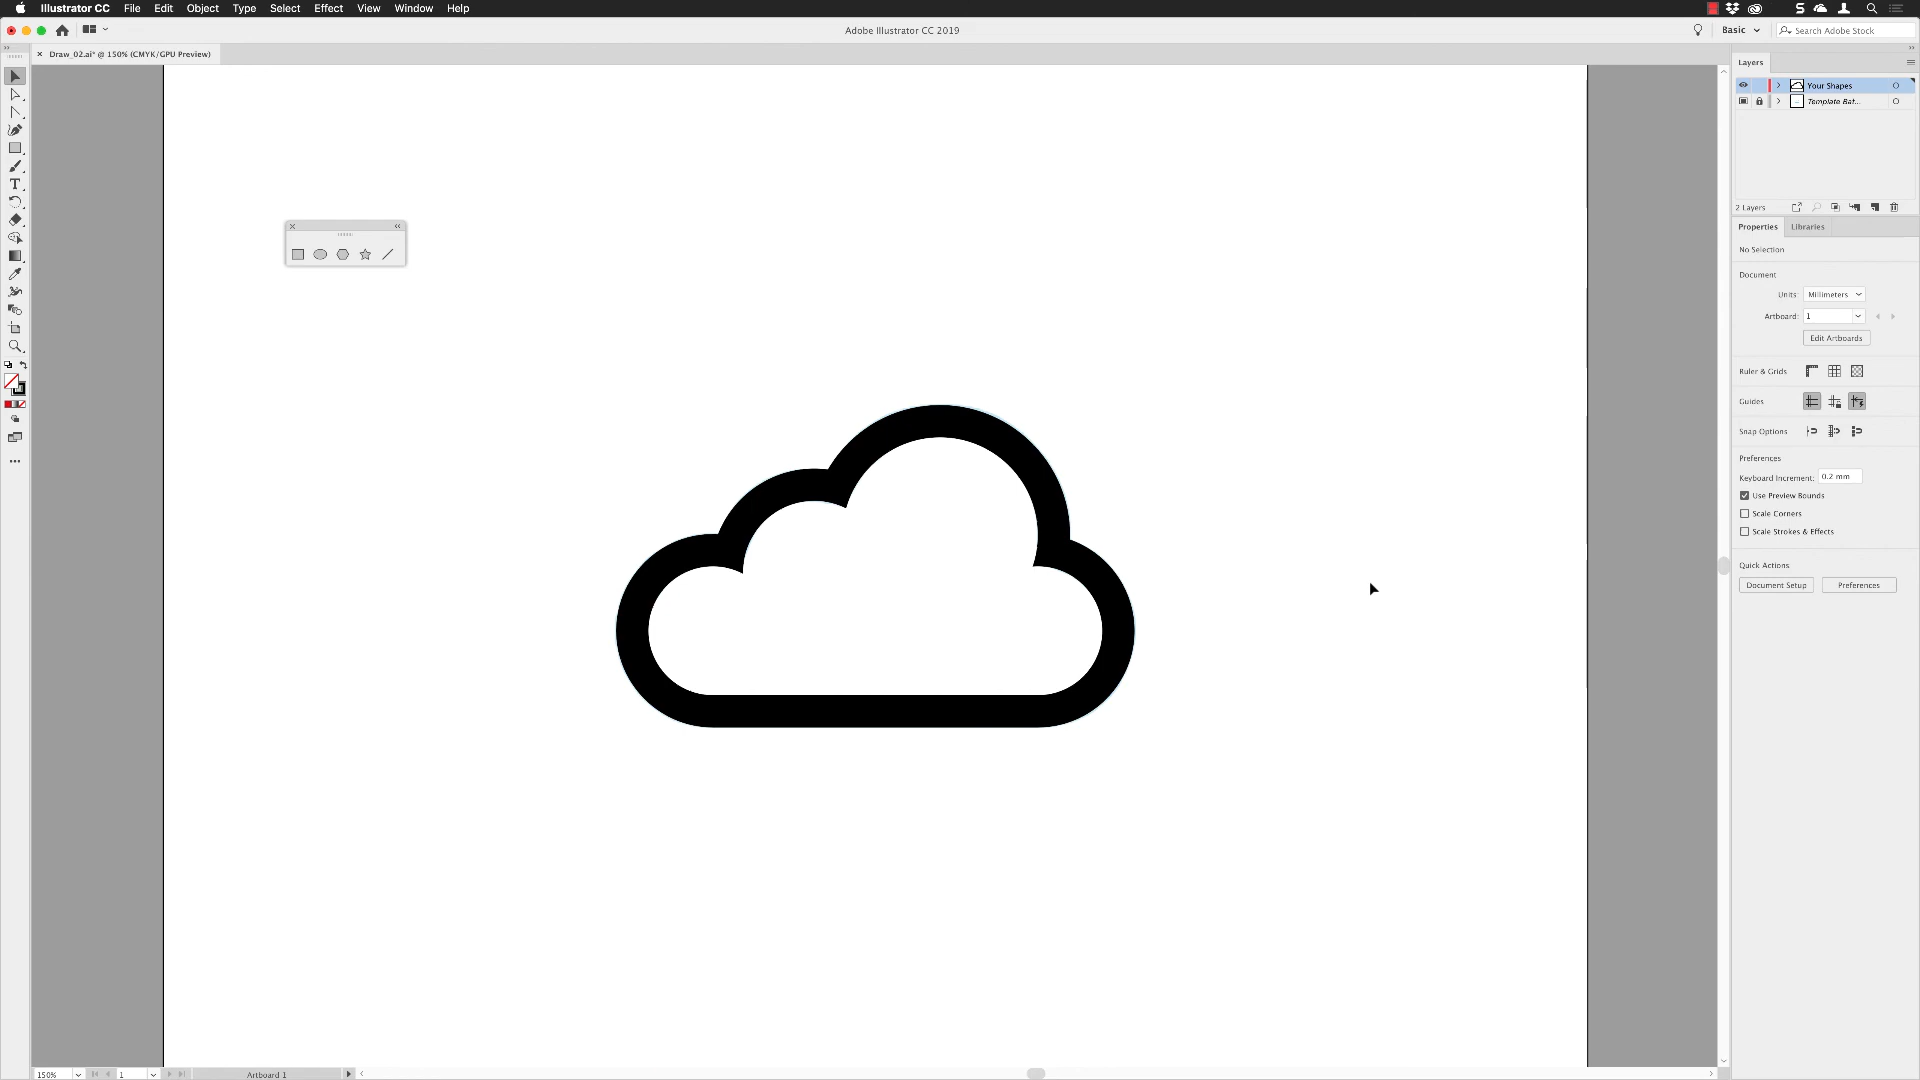 Illustrator CC File Edit Object Type Select Effect View Window Help
Adobe Illustrator CC 2019
Basic
Search Adobe Stock
Draw_02.ai* @ 150% (CMYK/GPU Preview)
Layers
Your Shapes
Template Bat...
2 Layers
Properties Libraries
No Selection
Document
Units: Millimeters
Artboard: 1
Edit Artboards
Ruler & Grids
Guides
Snap Options
Preferences
Keyboard Increment: 0.2 mm
Use Preview Bounds
Scale Corners
Scale Strokes & Effects
Quick Actions
Document Setup Preferences
150% 1 Artboard 1